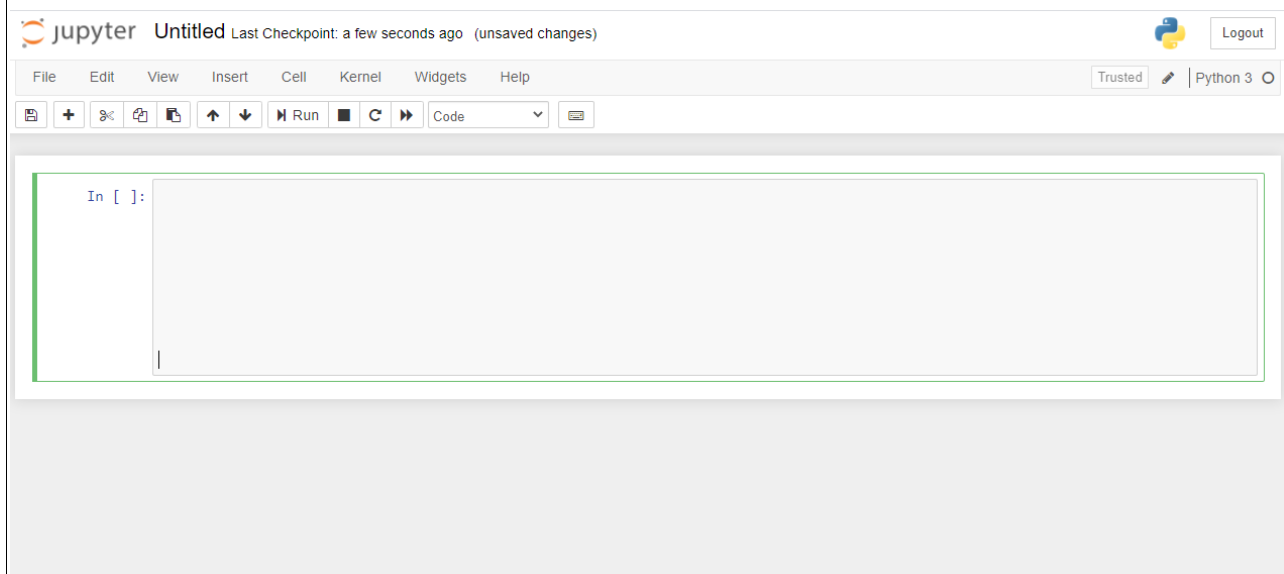 jupyter Untitled Last Checkpoint: a few seconds ago (unsaved changes) Logout
File Edit View Insert Cell Kernel Widgets Help Trusted Python 3
Run Code
In [ ]: